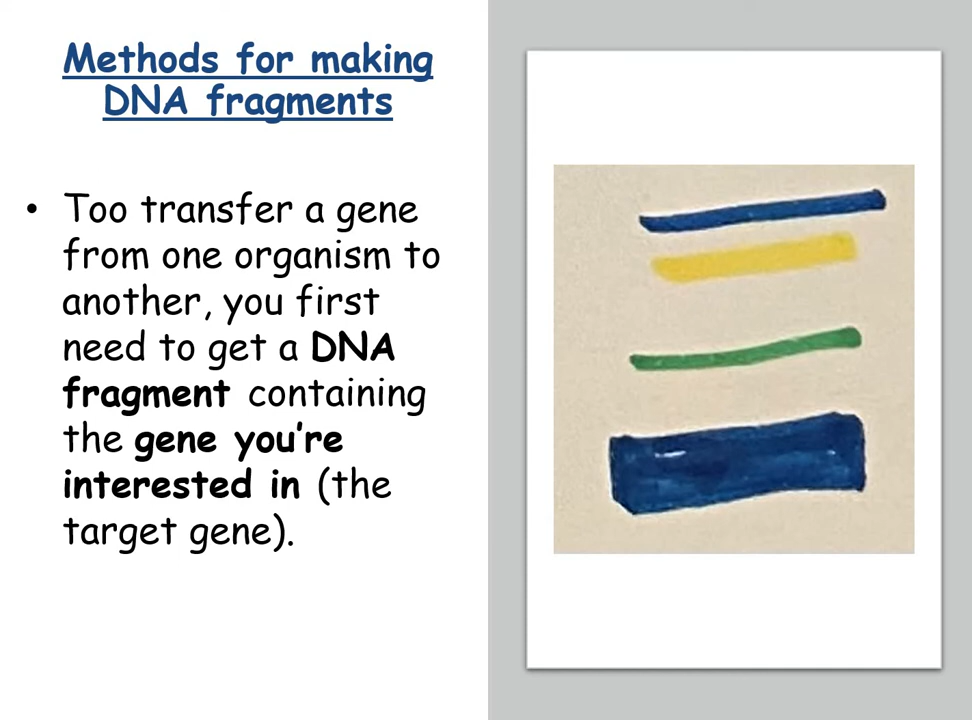 Methods for making
DNA fragments
• Too transfer a gene
from one organism to
another, you first
need to get a DNA
fragment containing
the gene you're
interested in (the
target gene).